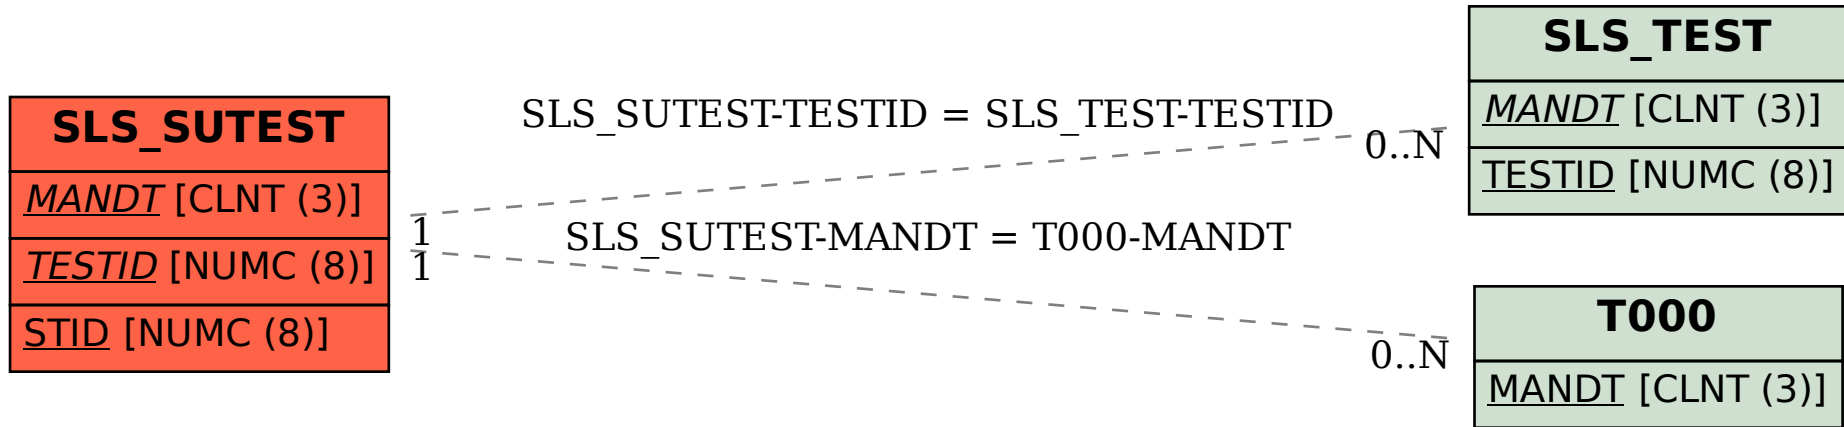 SLS_SUTEST
MANDT [CLNT (3)]
TESTID [NUMC (8)]
STID [NUMC (8)]
SLS_SUTEST-TESTID = SLS_TEST-TESTID
0..N
1
SLS_SUTEST-MANDT = T000-MANDT
1
0..N
SLS_TEST
MANDT [CLNT (3)]
TESTID [NUMC (8)]
T000
MANDT [CLNT (3)]